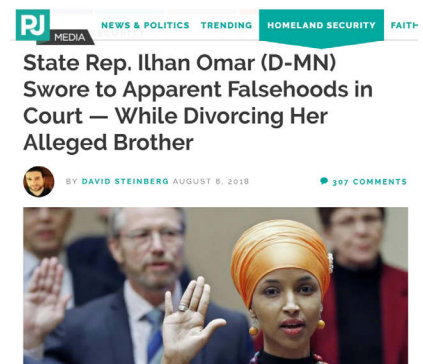 PJ
MEDIA
NEWS & POLITICS TRENDING HOMELAND SECURITY FAITH
State Rep. Ilhan Omar (D-MN)
Swore to Apparent Falsehoods in
Court — While Divorcing Her
Alleged Brother
BY DAVID STEINBERG AUGUST 8, 2018 307 COMMENTS